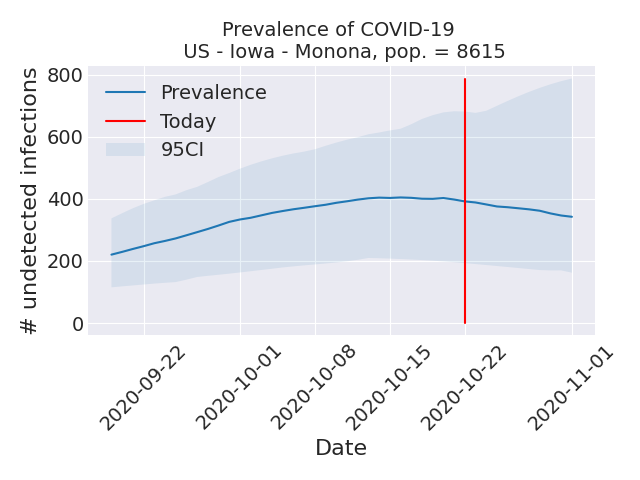 Prevalence of COVID-19
US - Iowa - Monona, pop. = 8615
# undetected infections
800
600
400
200
0
Prevalence
Today
95CI
2020-09-22
2020-10-01
2020-10-08
2020-10-15
2020-10-22
2020-11-01
Date